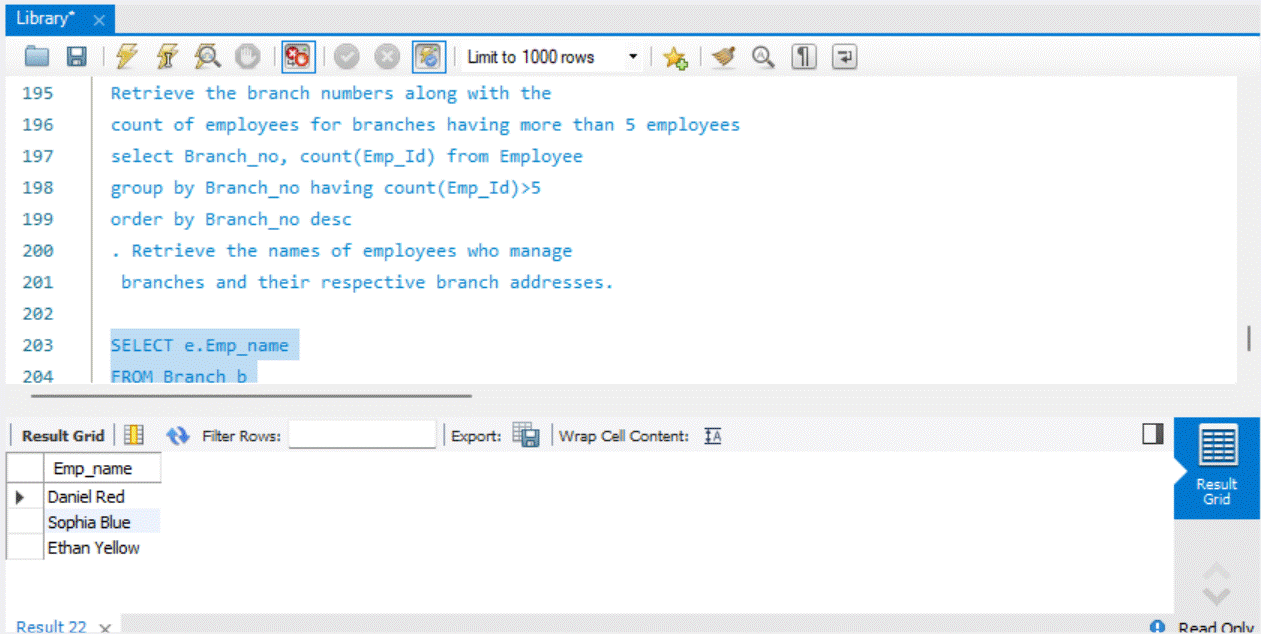 Library*
Limit to 1000 rows
195 Retrieve the branch numbers along with the
196 count of employees for branches having more than 5 employees
197 select Branch_no, count(Emp_Id) from Employee
198 group by Branch_no having count(Emp_Id)>5
199 order by Branch_no desc
200 . Retrieve the names of employees who manage
201 branches and their respective branch addresses.
202
203 SELECT e.Emp_name
204 FROM Branch b
Result Grid Filter Rows: Export: Wrap Cell Content: IA
Emp_name
Daniel Red
Sophia Blue
Ethan Yellow
Result
Grid
Result 22 Read Only